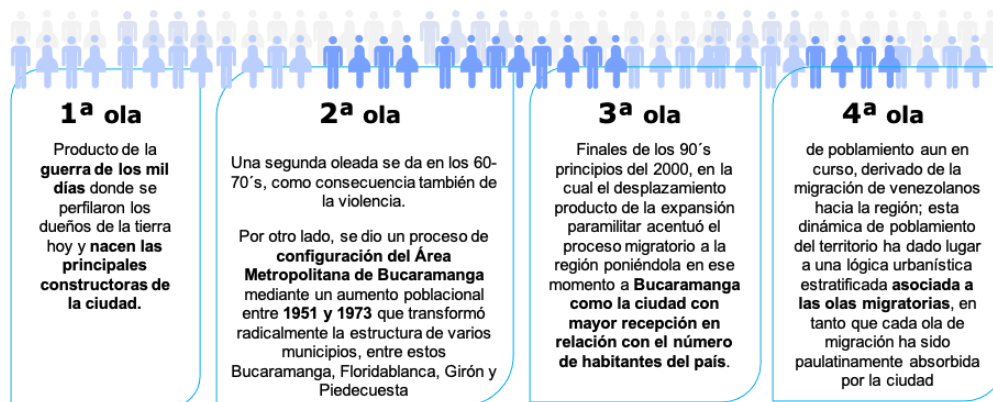 1ª ola
Producto de la
guerra de los mil
días donde se
perfilaron los
dueños de la tierra
hoy y nacen las
principales
constructoras de
la ciudad.
2ª ola
Una segunda oleada se da en los 60-
70´s, como consecuencia también de
la violencia.
Por otro lado, se dio un proceso de
configuración del Área
Metropolitana de Bucaramanga
mediante un aumento poblacional
entre 1951 y 1973 que transformó
radicalmente la estructura de varios
municipios, entre estos
Bucaramanga, Floridablanca, Girón y
Piedecuesta
3ª ola
Finales de los 90´s
principios del 2000, en la
cual el desplazamiento
producto de la expansión
paramilitar acentuó el
proceso migratorio a la
región poniéndola en ese
momento a Bucaramanga
como la ciudad con
mayor recepción en
relación con el número
de habitantes del país.
4ª ola
de poblamiento aun en
curso, derivado de la
migración de venezolanos
hacia la región; esta
dinámica de poblamiento
del territorio ha dado lugar
a una lógica urbanística
estratificada asociada a
las olas migratorias, en
tanto que cada ola de
migración ha sido
paulatinamente absorbida
por la ciudad